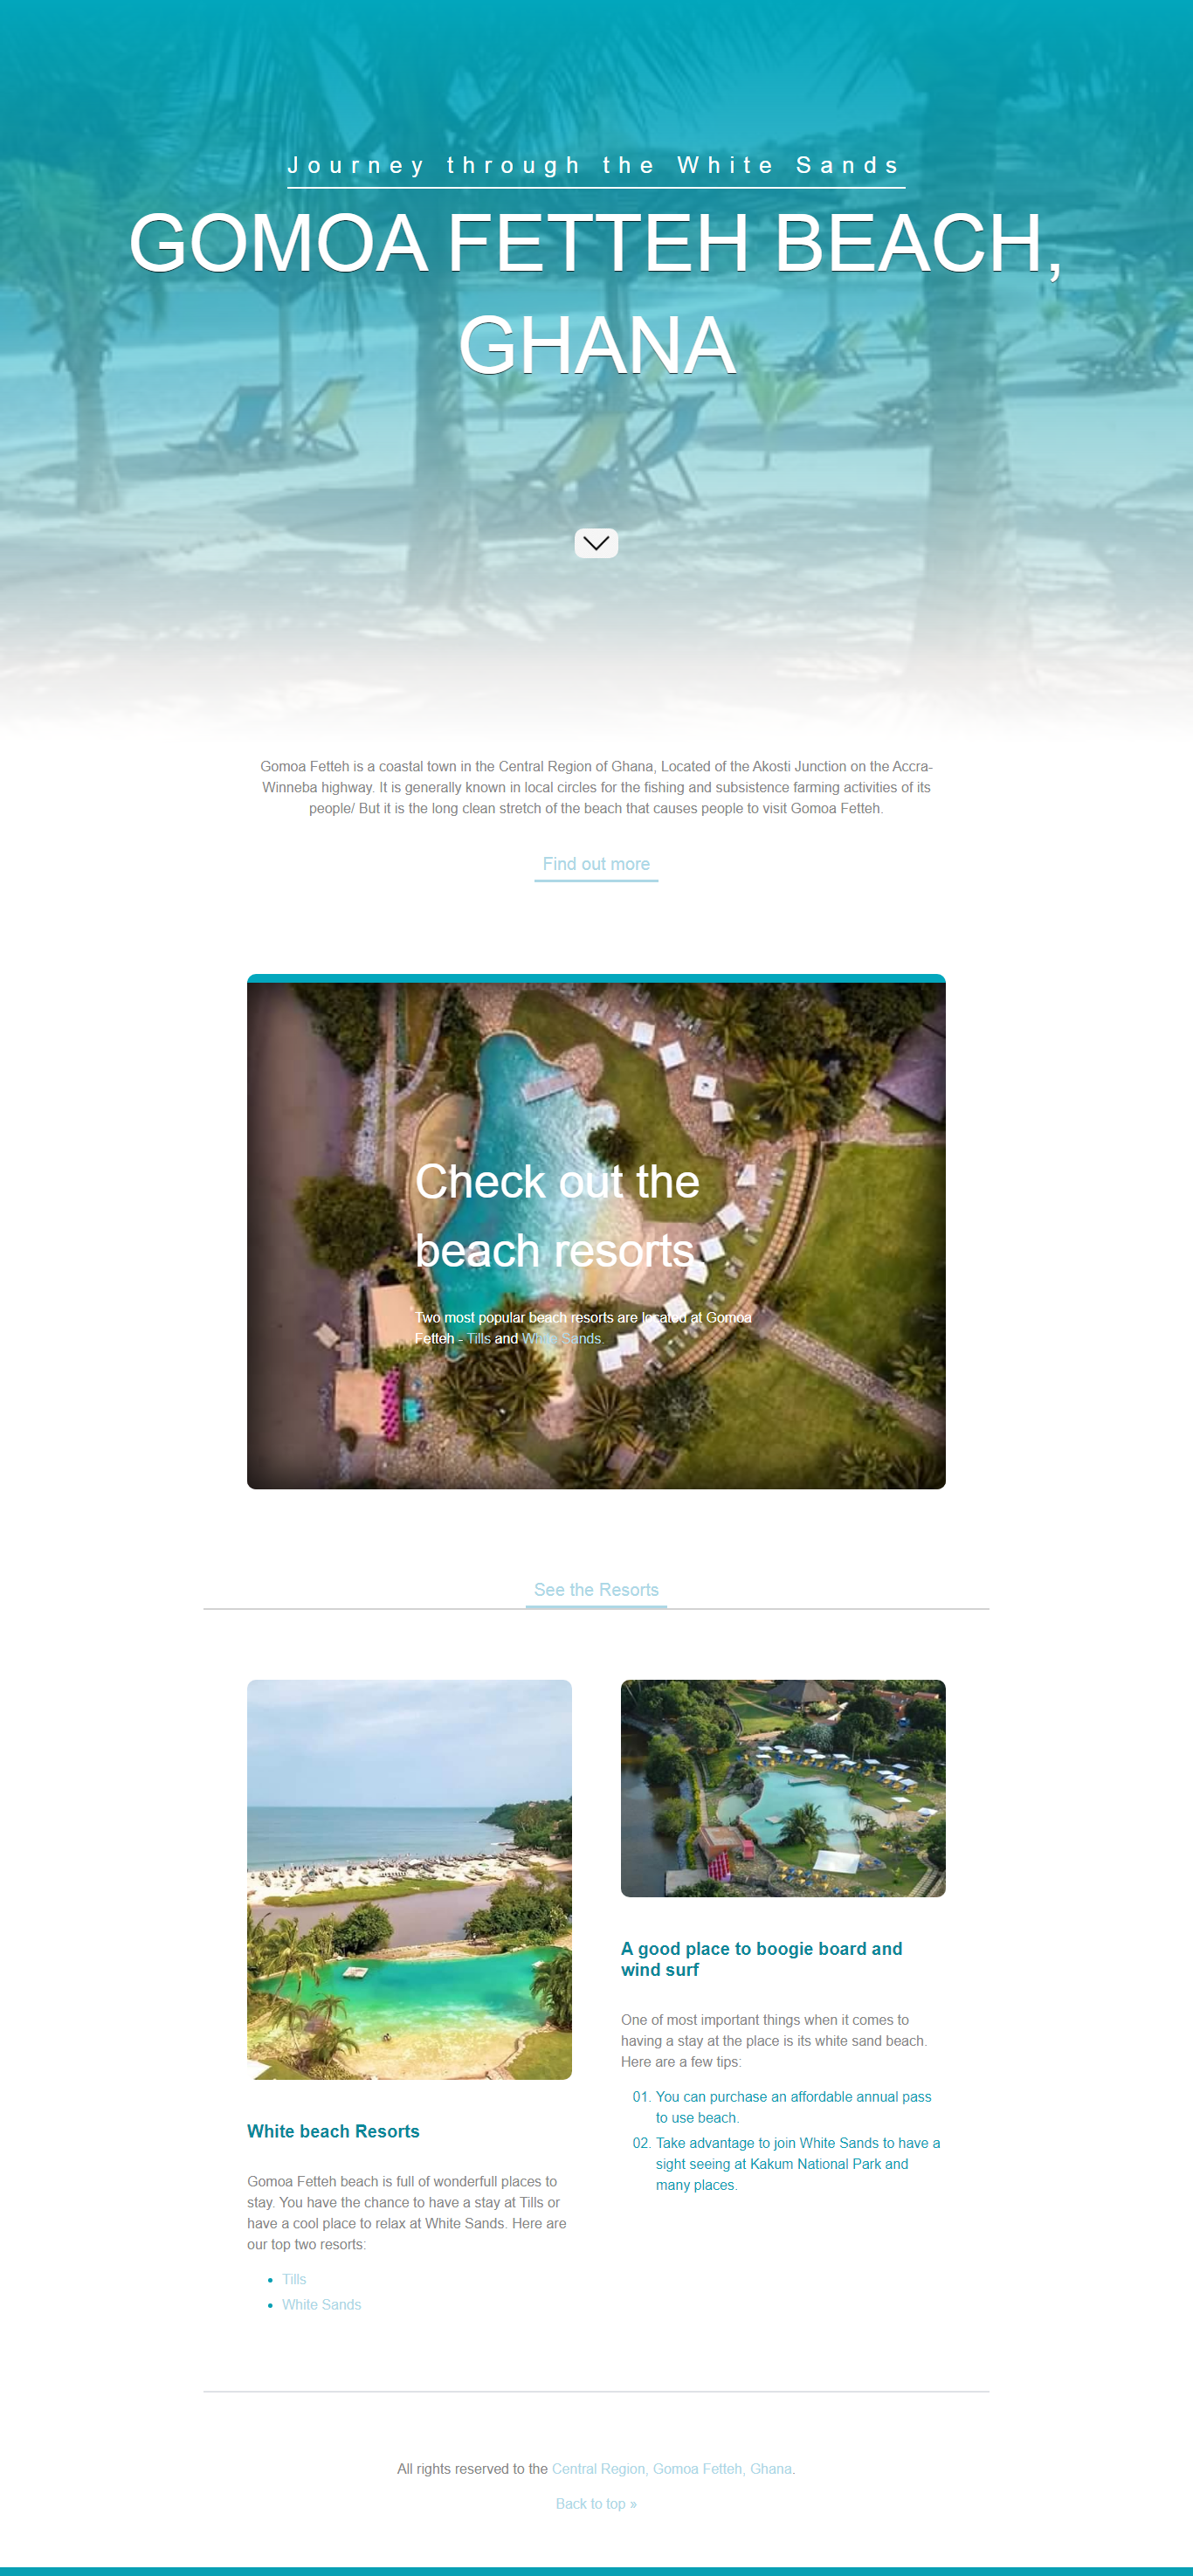 Journey through the White Sands
GOMOA FETTEH BEACH,
GHANA
Gomoa Fetteh is a coastal town in the Central Region of Ghana, Located of the Akosti Junction on the Accra-
Winneba highway. It is generally known in local circles for the fishing and subsistence farming activities of its
people/ But it is the long clean stretch of the beach that causes people to visit Gomoa Fetteh.
Find out more
Check out the
beach resorts.
Two most popular beach resorts are located at Gomoa
Fetteh - Tills and White Sands.
See the Resorts
White beach Resorts
Gomoa Fetteh beach is full of wonderfull places to
stay. You have the chance to have a stay at Tills or
have a cool place to relax at White Sands. Here are
our top two resorts:
• Tills
• White Sands
A good place to boogie board and
wind surf
One of most important things when it comes to
having a stay at the place is its white sand beach.
Here are a few tips:
01. You can purchase an affordable annual pass
to use beach.
02. Take advantage to join White Sands to have a
sight seeing at Kakum National Park and
many places.
All rights reserved to the Central Region, Gomoa Fetteh, Ghana.
Back to top »